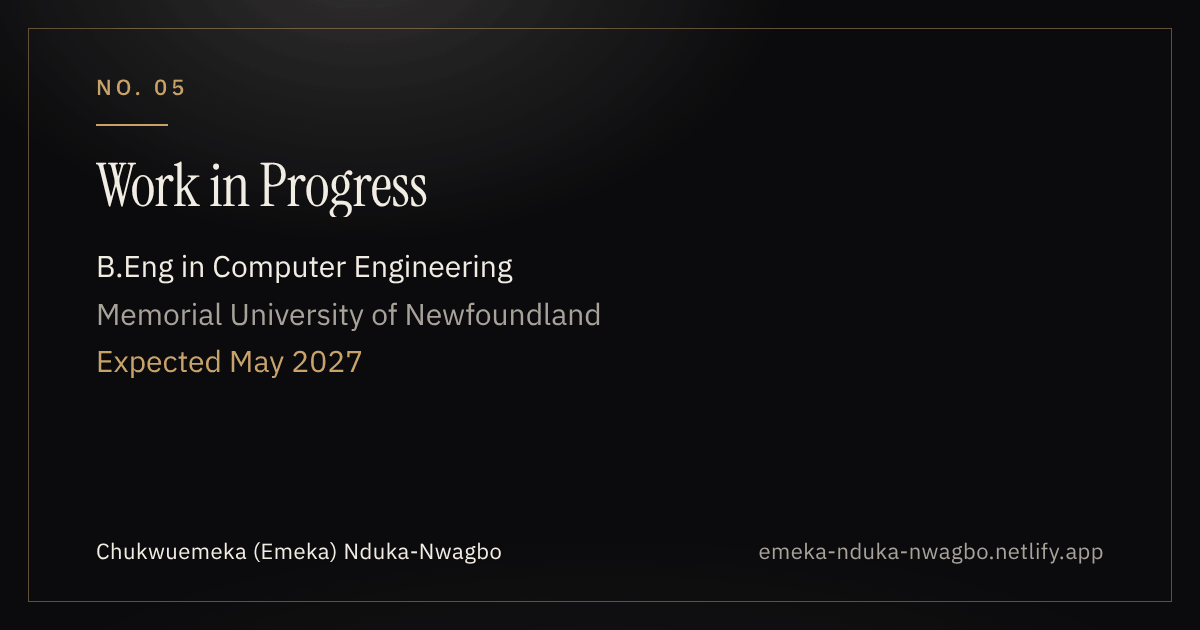 NO. 05
Work in Progress
B.Eng in Computer Engineering
Memorial University of Newfoundland
Expected May 2027
Chukwuemeka (Emeka) Nduka-Nwagbo
emeka-nduka-nwagbo.netlify.app